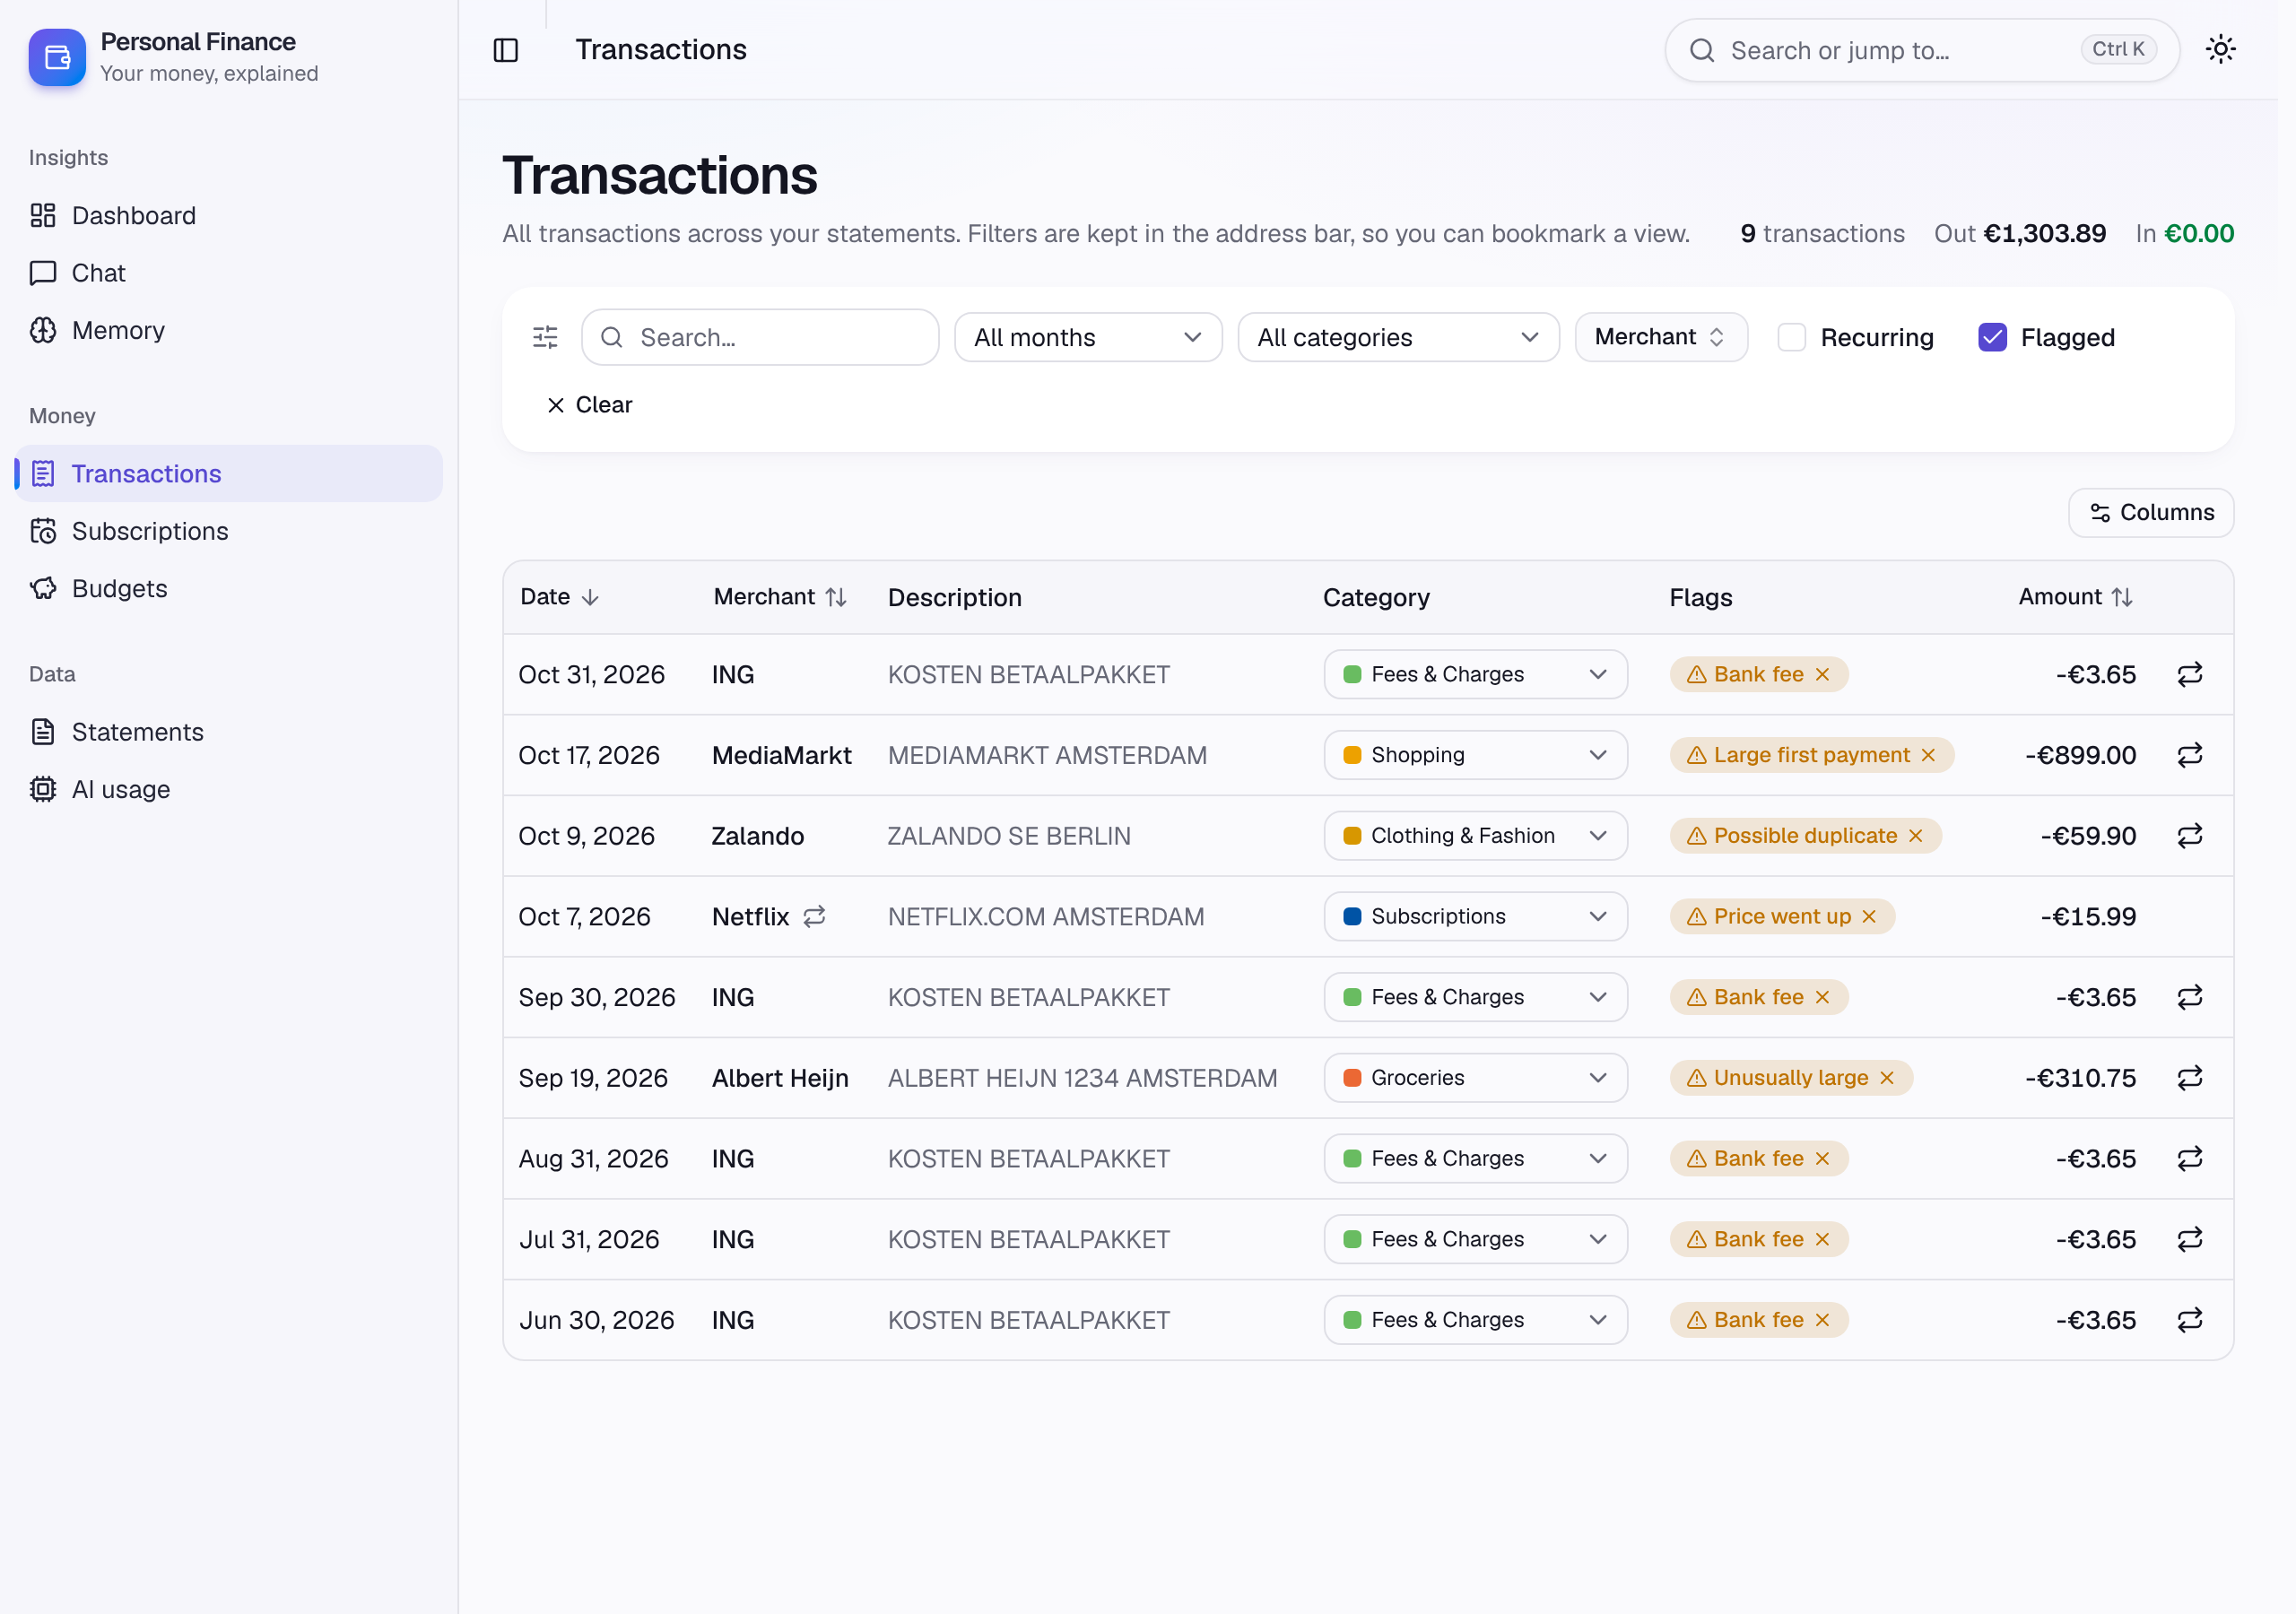 Personal Finance
Your money, explained
Insights
Dashboard
Chat
Memory
Money
Transactions
Subscriptions
Budgets
Data
Statements
AI usage
Transactions
Search or jump to... Ctrl K
Transactions
All transactions across your statements. Filters are kept in the address bar, so you can bookmark a view. 9 transactions Out €1,303.89 In €0.00
Search... All months All categories Merchant Recurring Flagged
Clear
Columns
Date Merchant Description Category Flags Amount
Oct 31, 2026 ING KOSTEN BETAALPAKKET Fees & Charges Bank fee -€3.65
Oct 17, 2026 MediaMarkt MEDIAMARKT AMSTERDAM Shopping Large first payment -€899.00
Oct 9, 2026 Zalando ZALANDO SE BERLIN Clothing & Fashion Possible duplicate -€59.90
Oct 7, 2026 Netflix NETFLIX.COM AMSTERDAM Subscriptions Price went up -€15.99
Sep 30, 2026 ING KOSTEN BETAALPAKKET Fees & Charges Bank fee -€3.65
Sep 19, 2026 Albert Heijn ALBERT HEIJN 1234 AMSTERDAM Groceries Unusually large -€310.75
Aug 31, 2026 ING KOSTEN BETAALPAKKET Fees & Charges Bank fee -€3.65
Jul 31, 2026 ING KOSTEN BETAALPAKKET Fees & Charges Bank fee -€3.65
Jun 30, 2026 ING KOSTEN BETAALPAKKET Fees & Charges Bank fee -€3.65